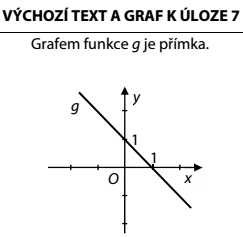 VÝCHOZÍ TEXT A GRAF K ÚLOZE 7
Grafem funkce g je přímka.
g
y
1
1
O
x